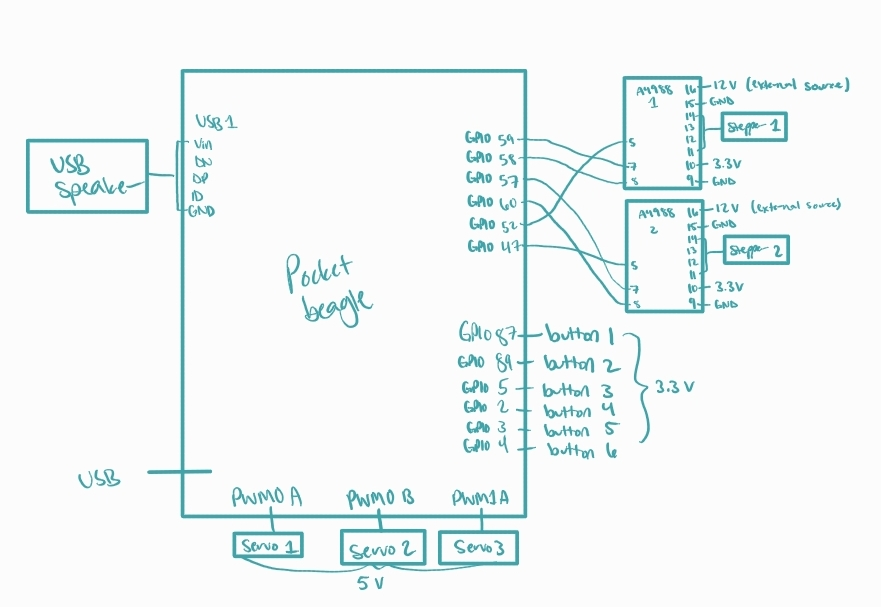 USB 1
Vin
DN
DP
ID
GND
USB
Speaker
Pocket
beagle
USB
GPIO 59
GPIO 58
GPIO 57
GPIO 60
GPIO 52
GPIO 47
GPIO 87
GPIO 89
GPIO 5
GPIO 2
GPIO 3
GPIO 4
button 1
button 2
button 3
button 4
button 5
button 6
3.3 V
A4988
1
5
7
8
16
15
14
13
12
11
10
9
12 V (external source)
GND
Stepper 1
3.3V
GND
A4988
2
5
7
8
16
15
14
13
12
11
10
9
12V (external source)
GND
Stepper 2
3.3V
GND
PWM0 A
PWM0 B
PWM1A
Servo 1
Servo 2
Servo 3
5 V